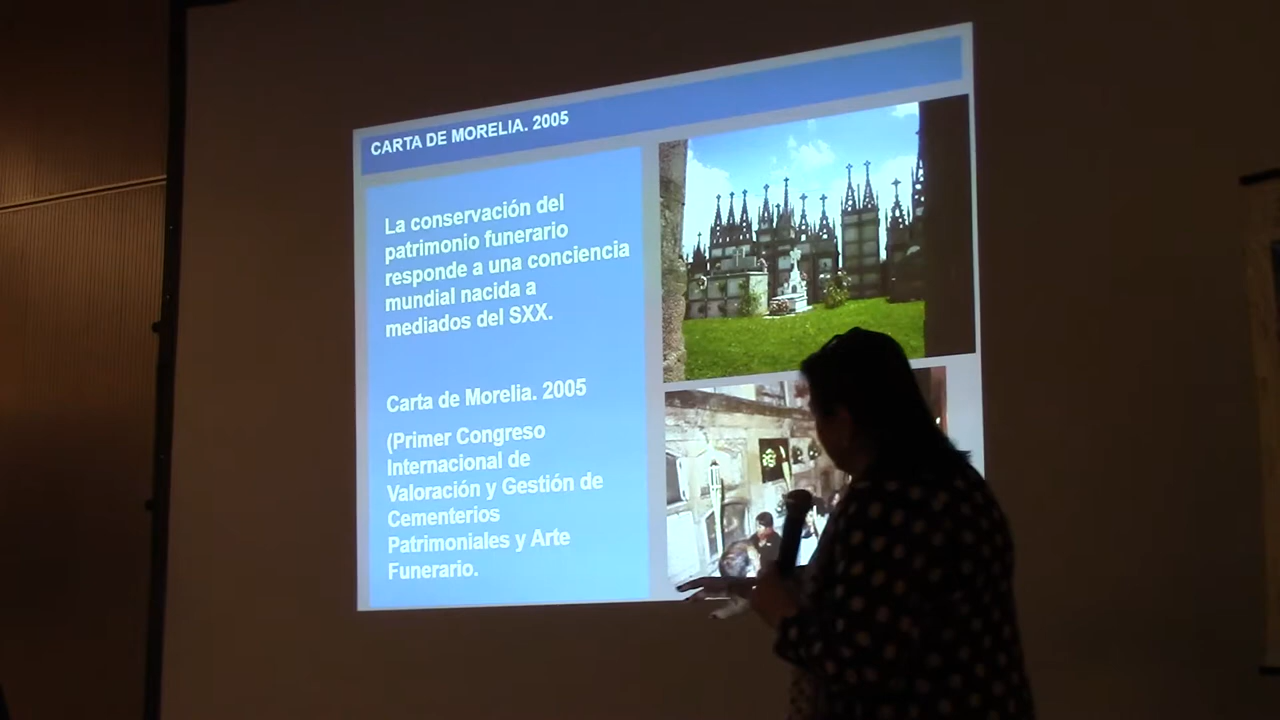 CARTA DE MORELIA. 2005
La conservación del
patrimonio funerario
responde a una conciencia
mundial nacida a
mediados del SXX.
Carta de Morelia. 2005
(Primer Congreso
Internacional de
Valoración y Gestión de
Cementerios
Patrimoniales y Arte
Funerario.